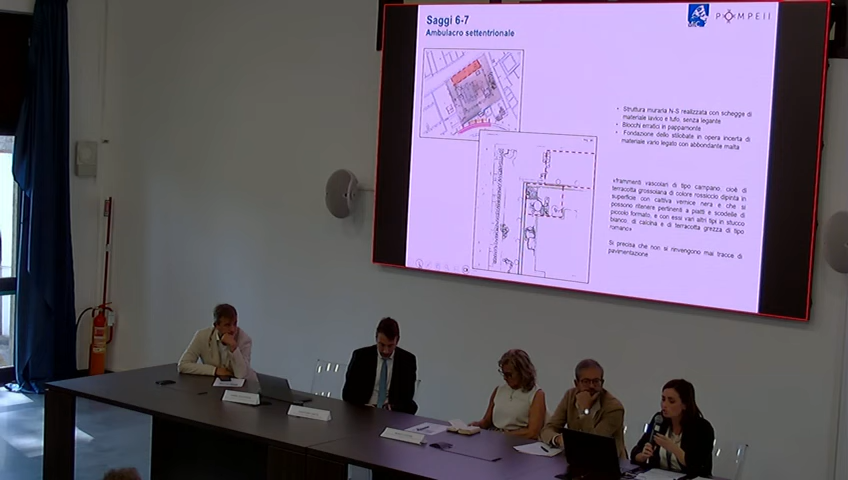 Saggi 6-7
Ambulacro settentrionale
MiC
POMPEII
• Struttura muraria N-S realizzata con schegge di
materiale lavico e tufo, senza legante
• Blocchi erratici in pappamonte
• Fondazione dello stilobate in opera incerta di
materiale vario legato con abbondante malta
«frammenti vascolari di tipo campano, cioè di
terracotta grossolana di colore rossiccio dipinta in
superficie con cattiva vernice nera e che si
possono ritenere pertinenti a piatti e scodelle di
piccolo formato, e con essi vari altri tipi in stucco
bianco, di calcina e di terracotta grezza di tipo
romano»
Si precisa che non si rinvengono mai tracce di
pavimentazione